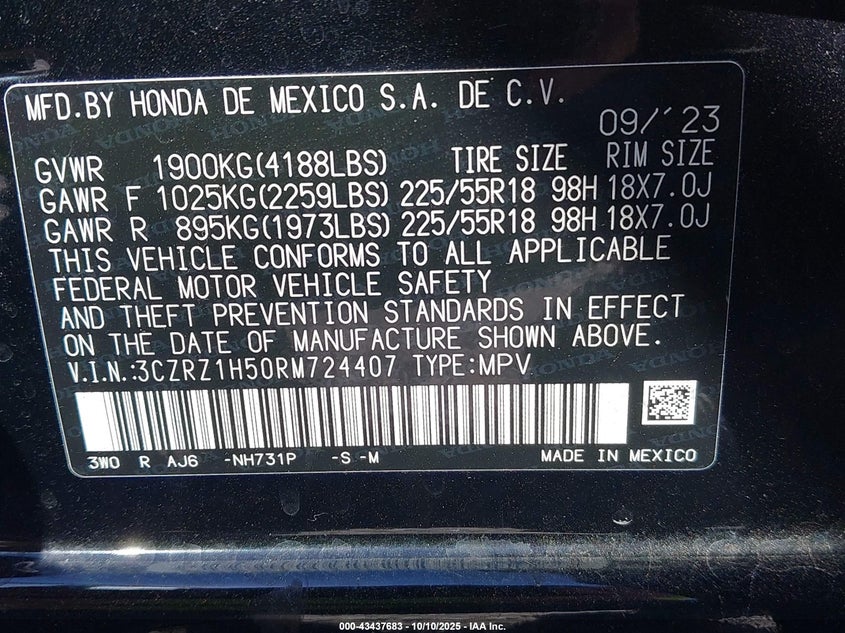 MFD.BY HONDA DE MEXICO S.A. DE C.V.
09/'23
GVWR 1900KG(4188LBS) TIRE SIZE RIM SIZE
GAWR F 1025KG(2259LBS) 225/55R18 98H 18X7.0J
GAWR R 895KG(1973LBS) 225/55R18 98H 18X7.0J
THIS VEHICLE CONFORMS TO ALL APPLICABLE
FEDERAL MOTOR VEHICLE SAFETY
AND THEFT PREVENTION STANDARDS IN EFFECT
ON THE DATE OF MANUFACTURE SHOWN ABOVE.
V.I.N.:3CZRZ1H50RM724407 TYPE:MPV
3W0 R AJ6 -NH731P -S -M MADE IN MEXICO
000-43437683 - 10/10/2025 - IAA Inc.